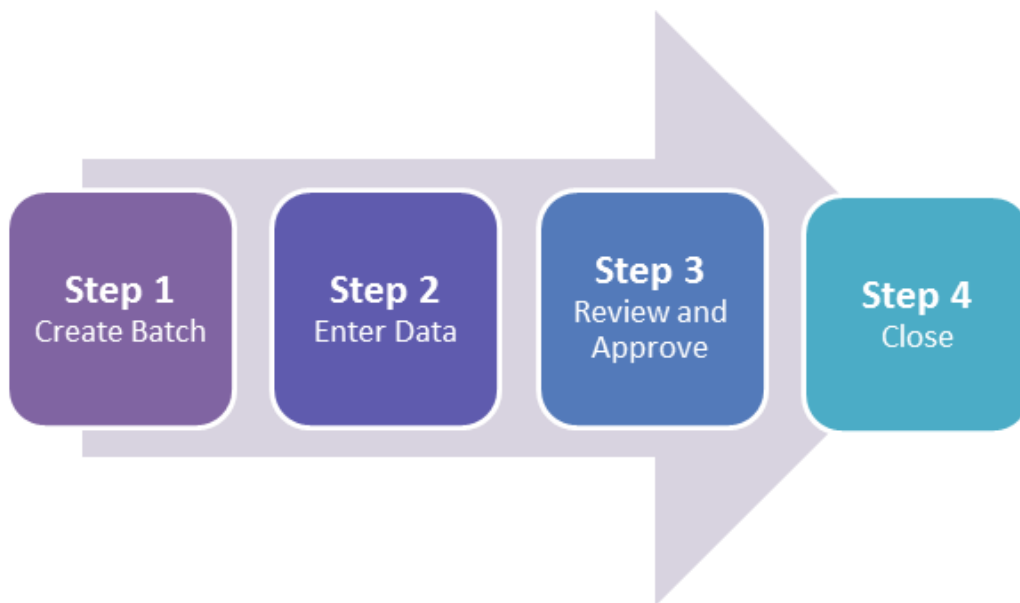 Step 1
Create Batch
Step 2
Enter Data
Step 3
Review and
Approve
Step 4
Close